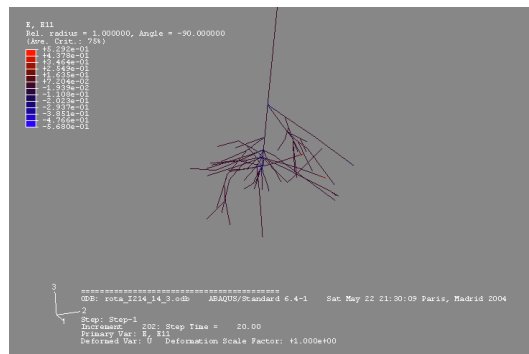 E, E11
Rel. radius = 1.000000, Angle = -90.000000
(Ave. Crit.: 75%)
+5.292e-01
+4.378e-01
+3.464e-01
+2.549e-01
+1.635e-01
+7.204e-02
-1.939e-02
-1.108e-01
-2.023e-01
-2.937e-01
-3.851e-01
-4.766e-01
-5.680e-01
3
2
1
ODB: rota_I214_14_3.odb ABAQUS/Standard 6.4-1 Sat May 22 21:30:09 Paris, Madrid 2004
Step: Step-1
Increment 202: Step Time = 20.00
Primary Var: E, E11
Deformed Var: U Deformation Scale Factor: +1.000e+00